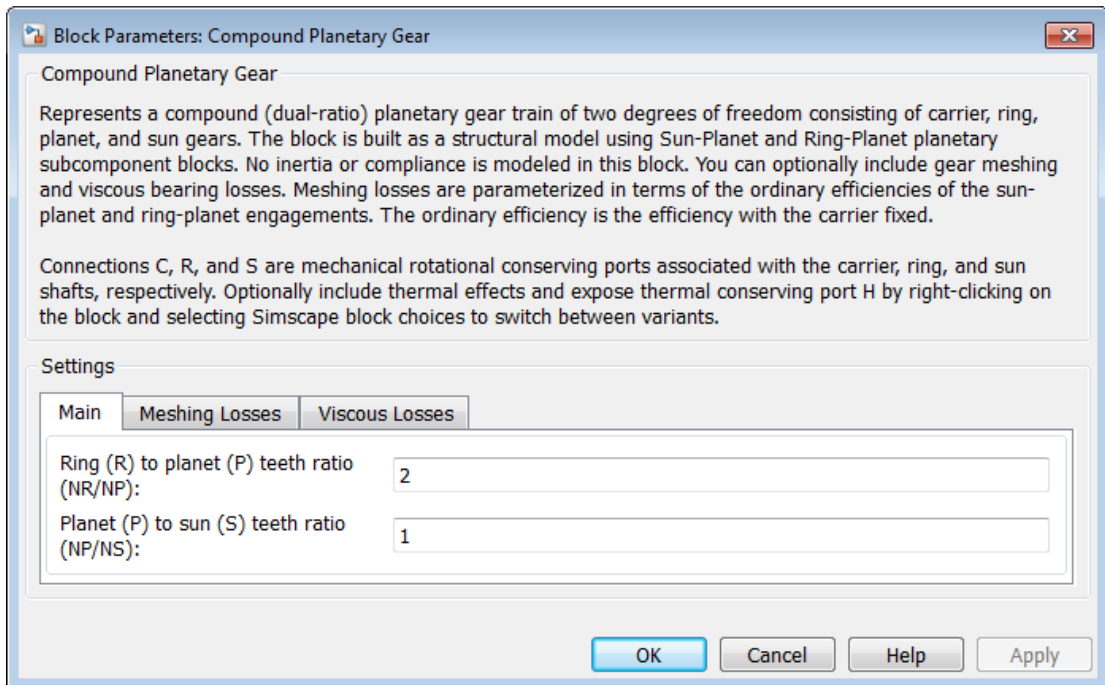 Block Parameters: Compound Planetary Gear
Compound Planetary Gear
Represents a compound (dual-ratio) planetary gear train of two degrees of freedom consisting of carrier, ring,
planet, and sun gears. The block is built as a structural model using Sun-Planet and Ring-Planet planetary
subcomponent blocks. No inertia or compliance is modeled in this block. You can optionally include gear meshing
and viscous bearing losses. Meshing losses are parameterized in terms of the ordinary efficiencies of the sun-
planet and ring-planet engagements. The ordinary efficiency is the efficiency with the carrier fixed.
Connections C, R, and S are mechanical rotational conserving ports associated with the carrier, ring, and sun
shafts, respectively. Optionally include thermal effects and expose thermal conserving port H by right-clicking on
the block and selecting Simscape block choices to switch between variants.
Settings
Main Meshing Losses Viscous Losses
Ring (R) to planet (P) teeth ratio
(NR/NP):
2
Planet (P) to sun (S) teeth ratio
(NP/NS):
1
OK Cancel Help Apply